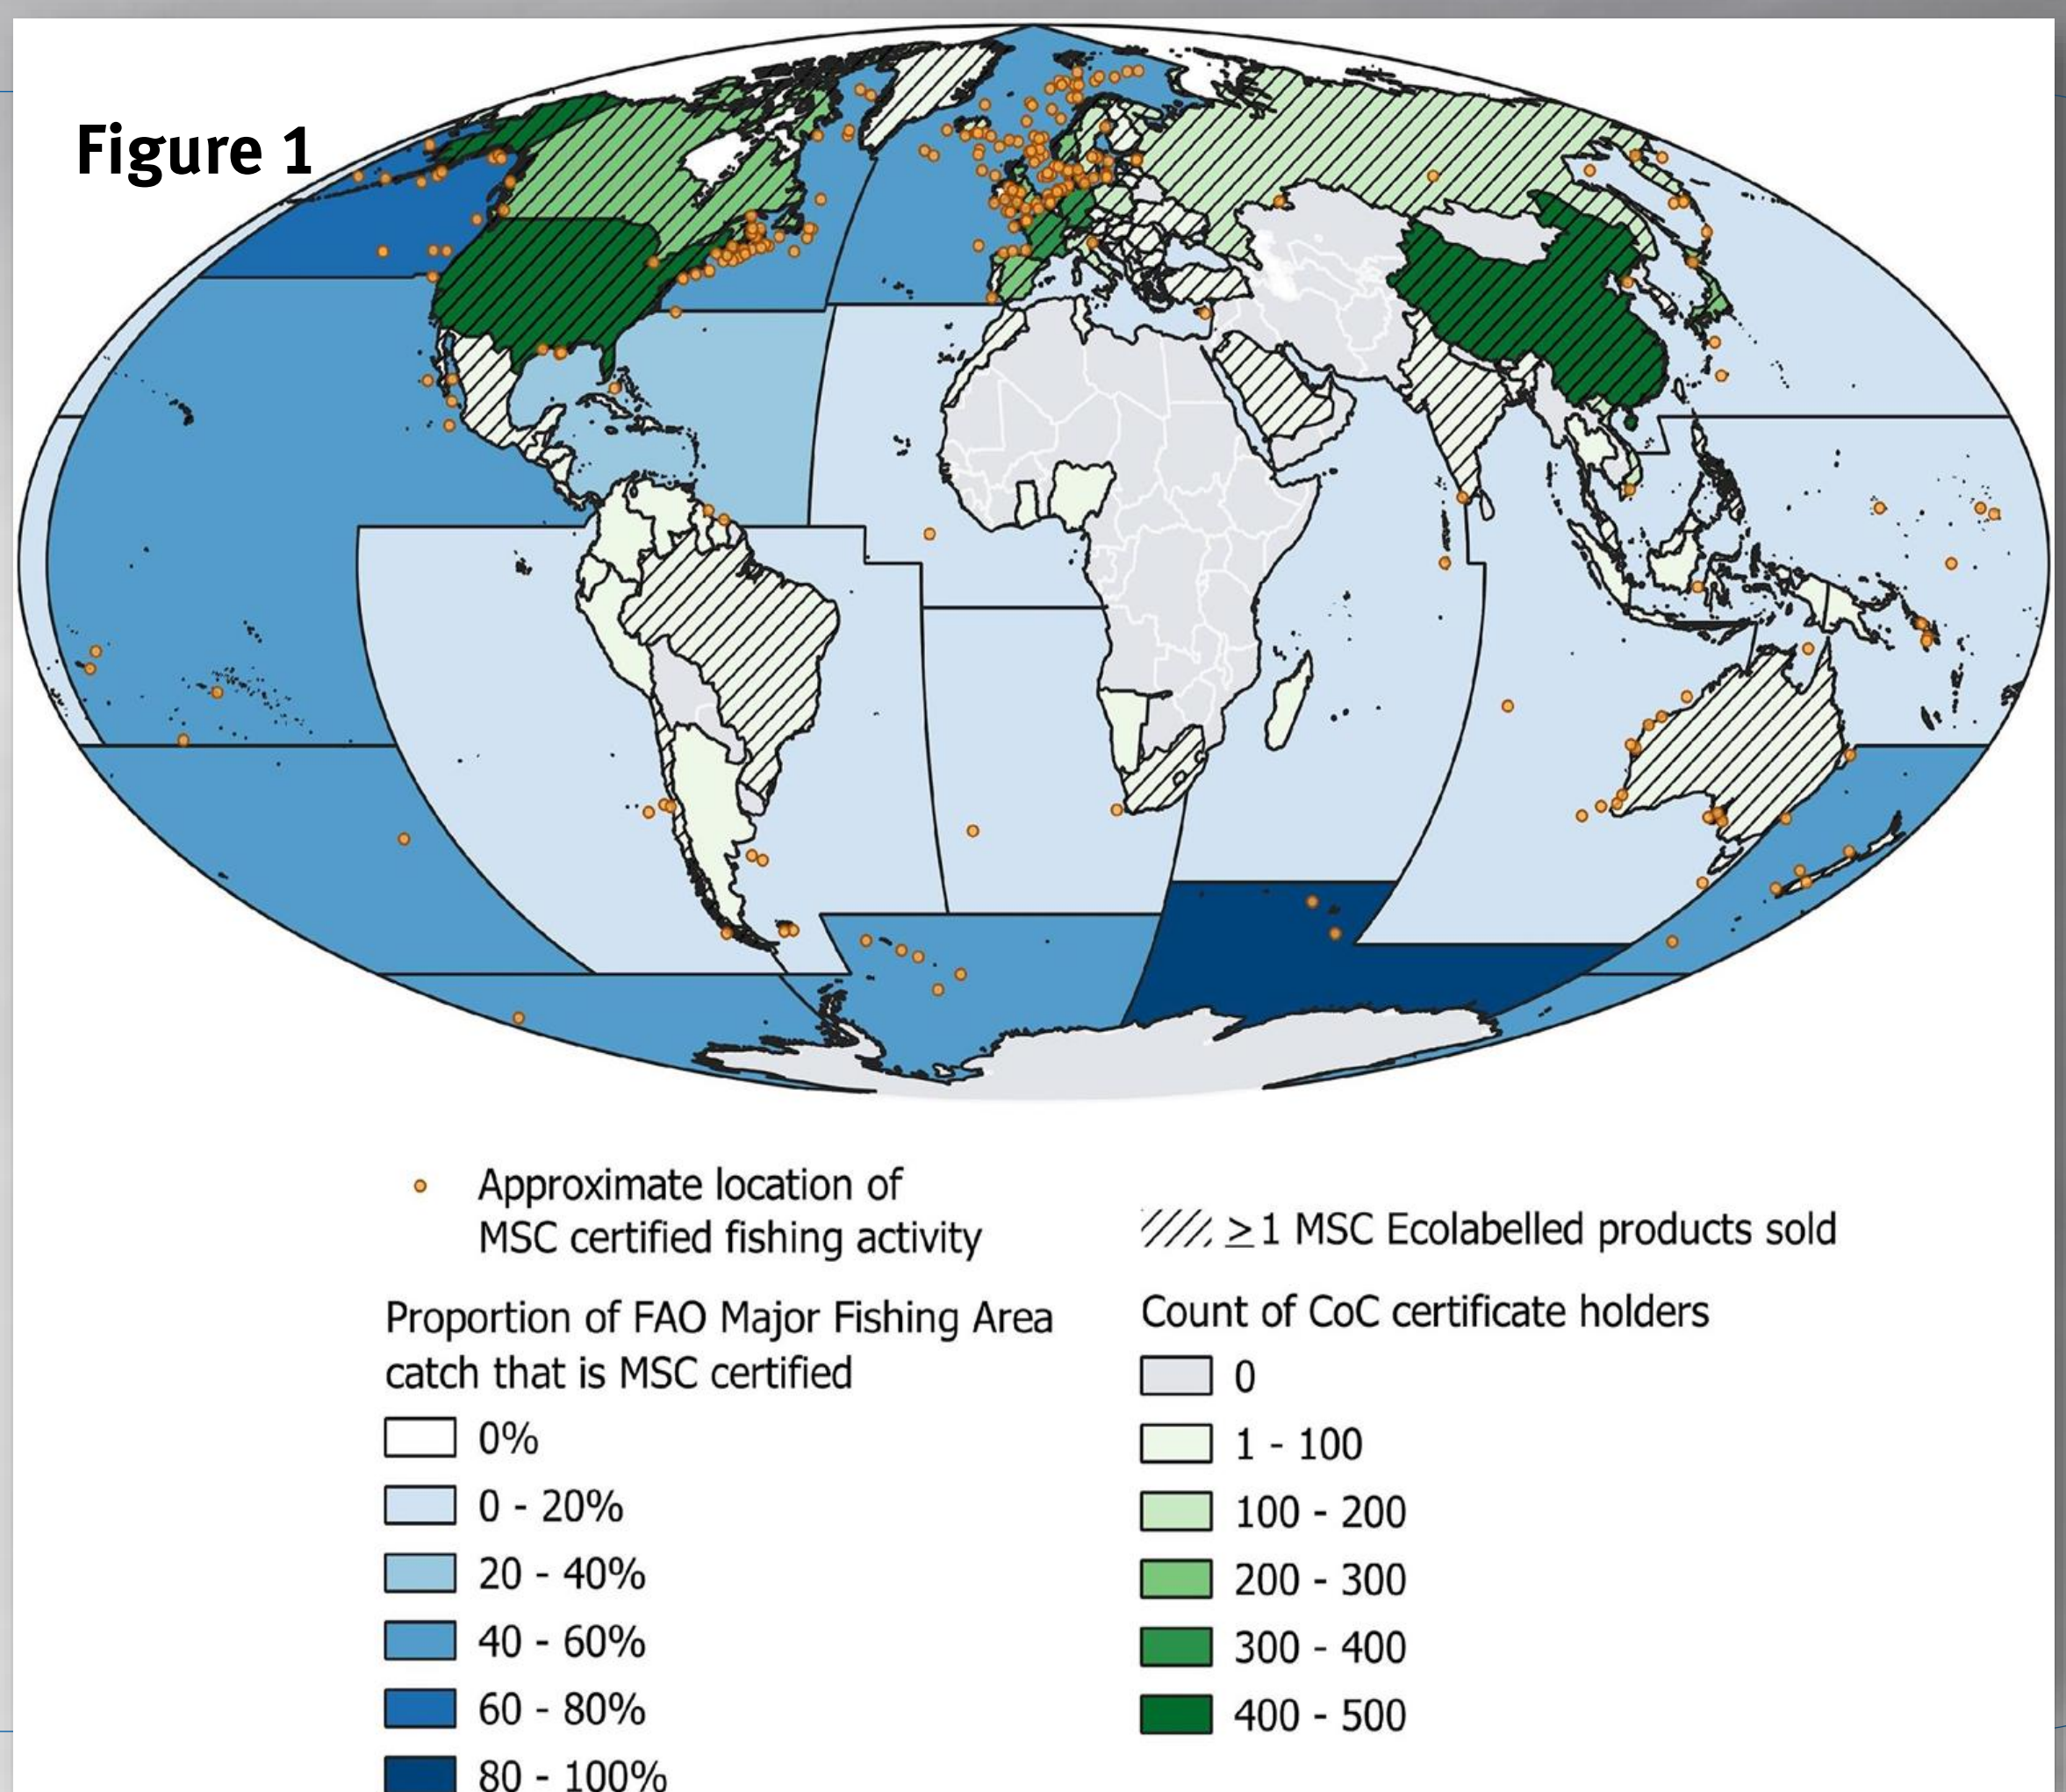 Figure 1
Approximate location of
MSC certified fishing activity
Proportion of FAO Major Fishing Area
catch that is MSC certified
0%
0 - 20%
20 - 40%
40 - 60%
60 - 80%
80 - 100%
≥1 MSC Ecolabelled products sold
Count of CoC certificate holders
0
1 - 100
100 - 200
200 - 300
300 - 400
400 - 500